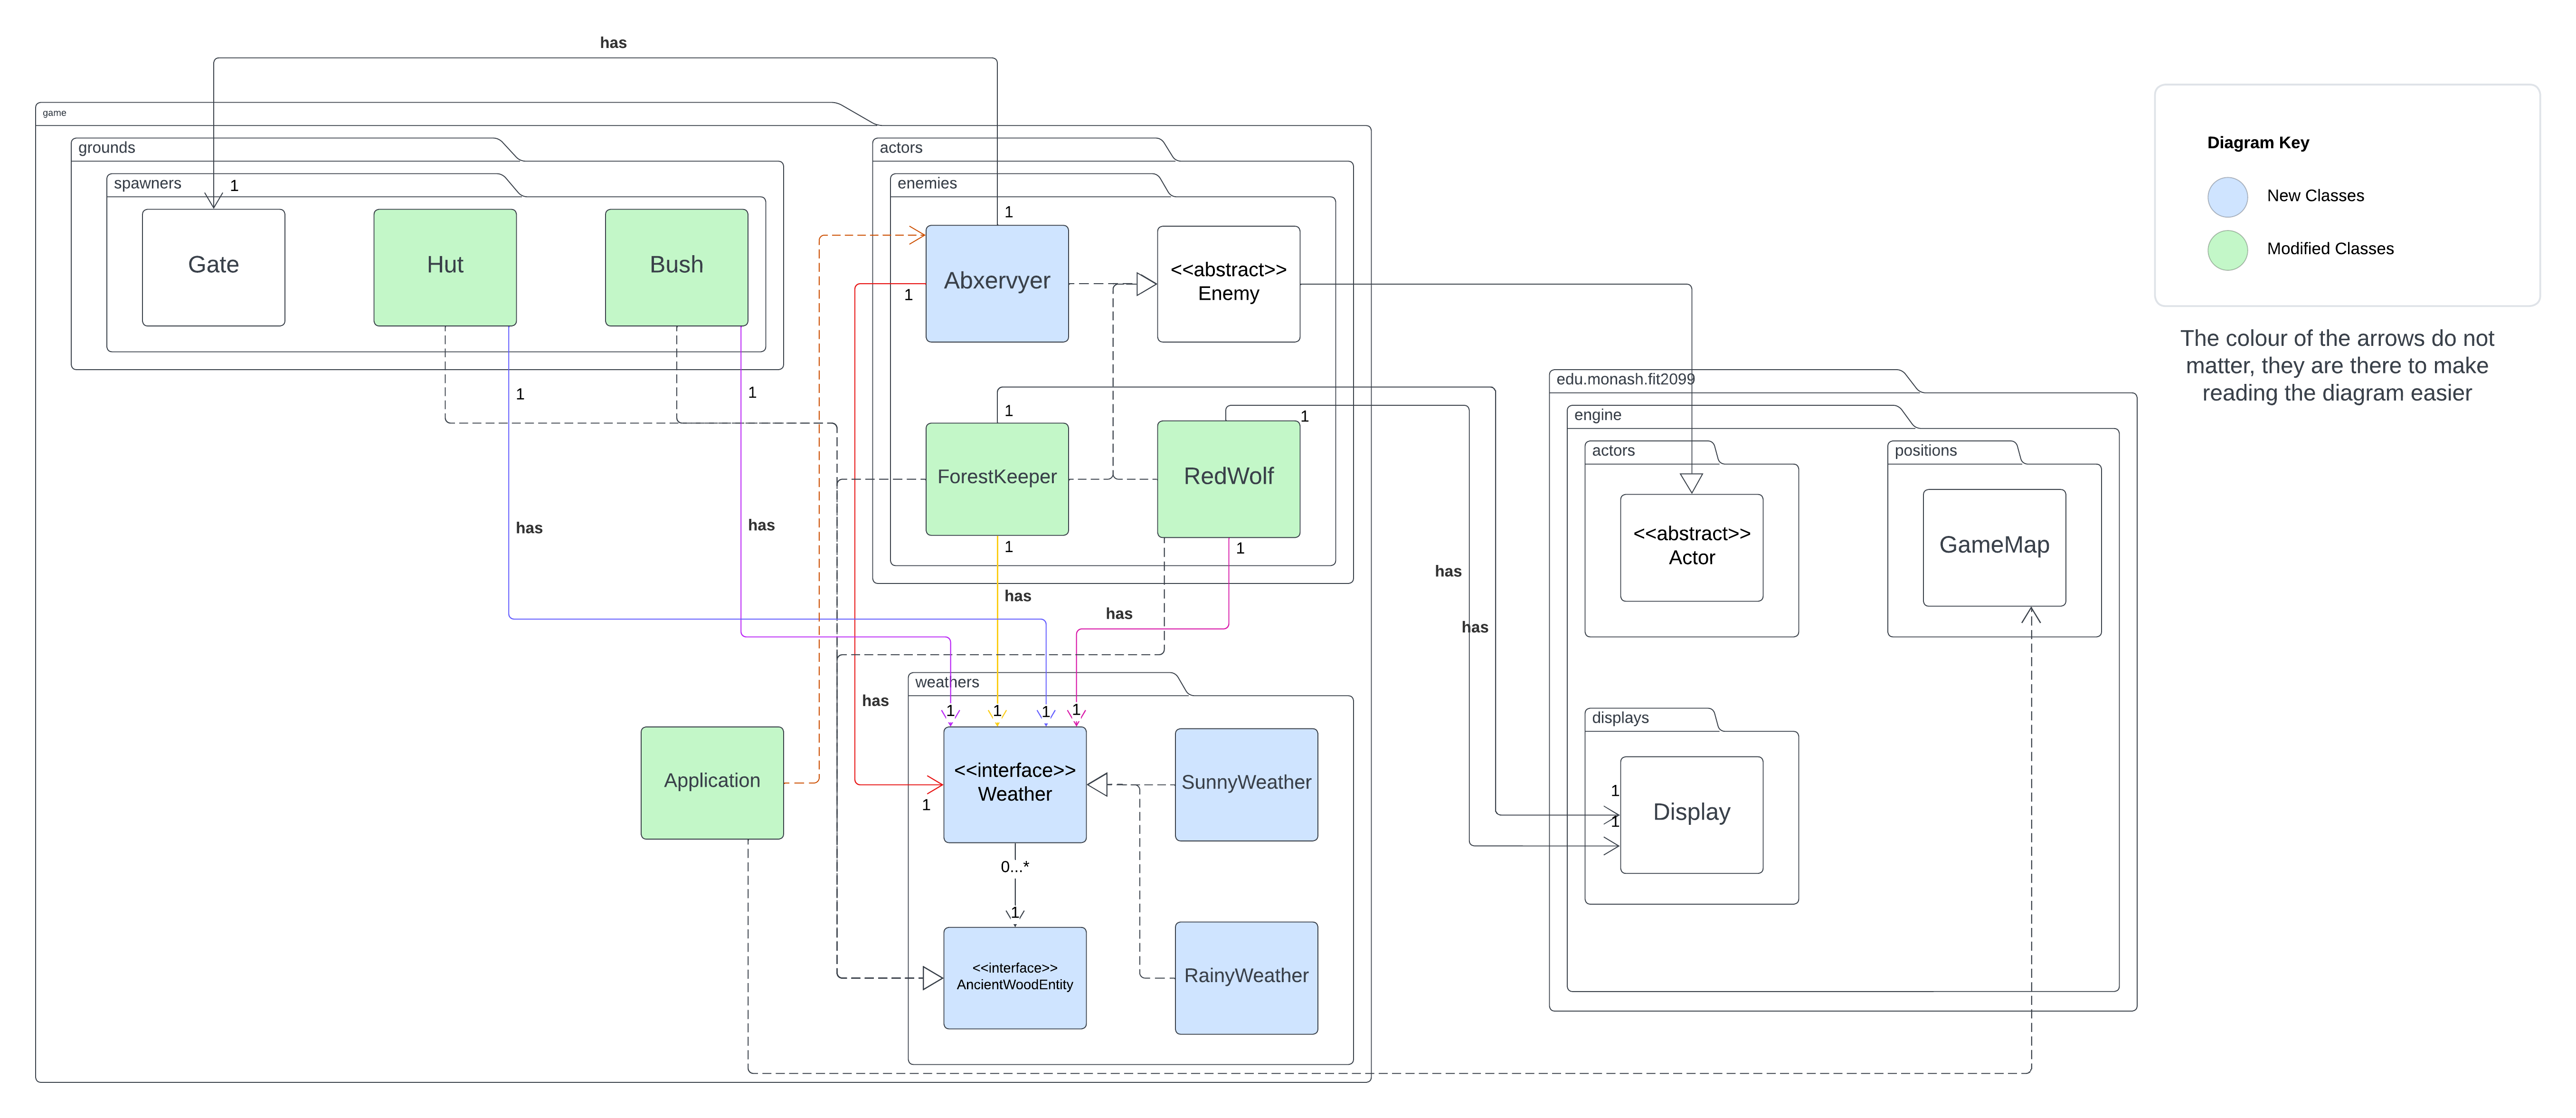 has
game
grounds
spawners
1
Gate
Hut
Bush
actors
enemies
1
Abxervyer
1
<<abstract>>
Enemy
Diagram Key
New Classes
Modified Classes
The colour of the arrows do not
matter, they are there to make
reading the diagram easier
1
1
1
1
ForestKeeper
RedWolf
1
1
has
has
has
has
has
has
has
edu.monash.fit2099
engine
actors
<<abstract>>
Actor
positions
GameMap
displays
1
1
Display
weathers
1
1
1
1
Application
1
<<interface>>
Weather
SunnyWeather
0...*
1
<<interface>>
AncientWoodEntity
RainyWeather